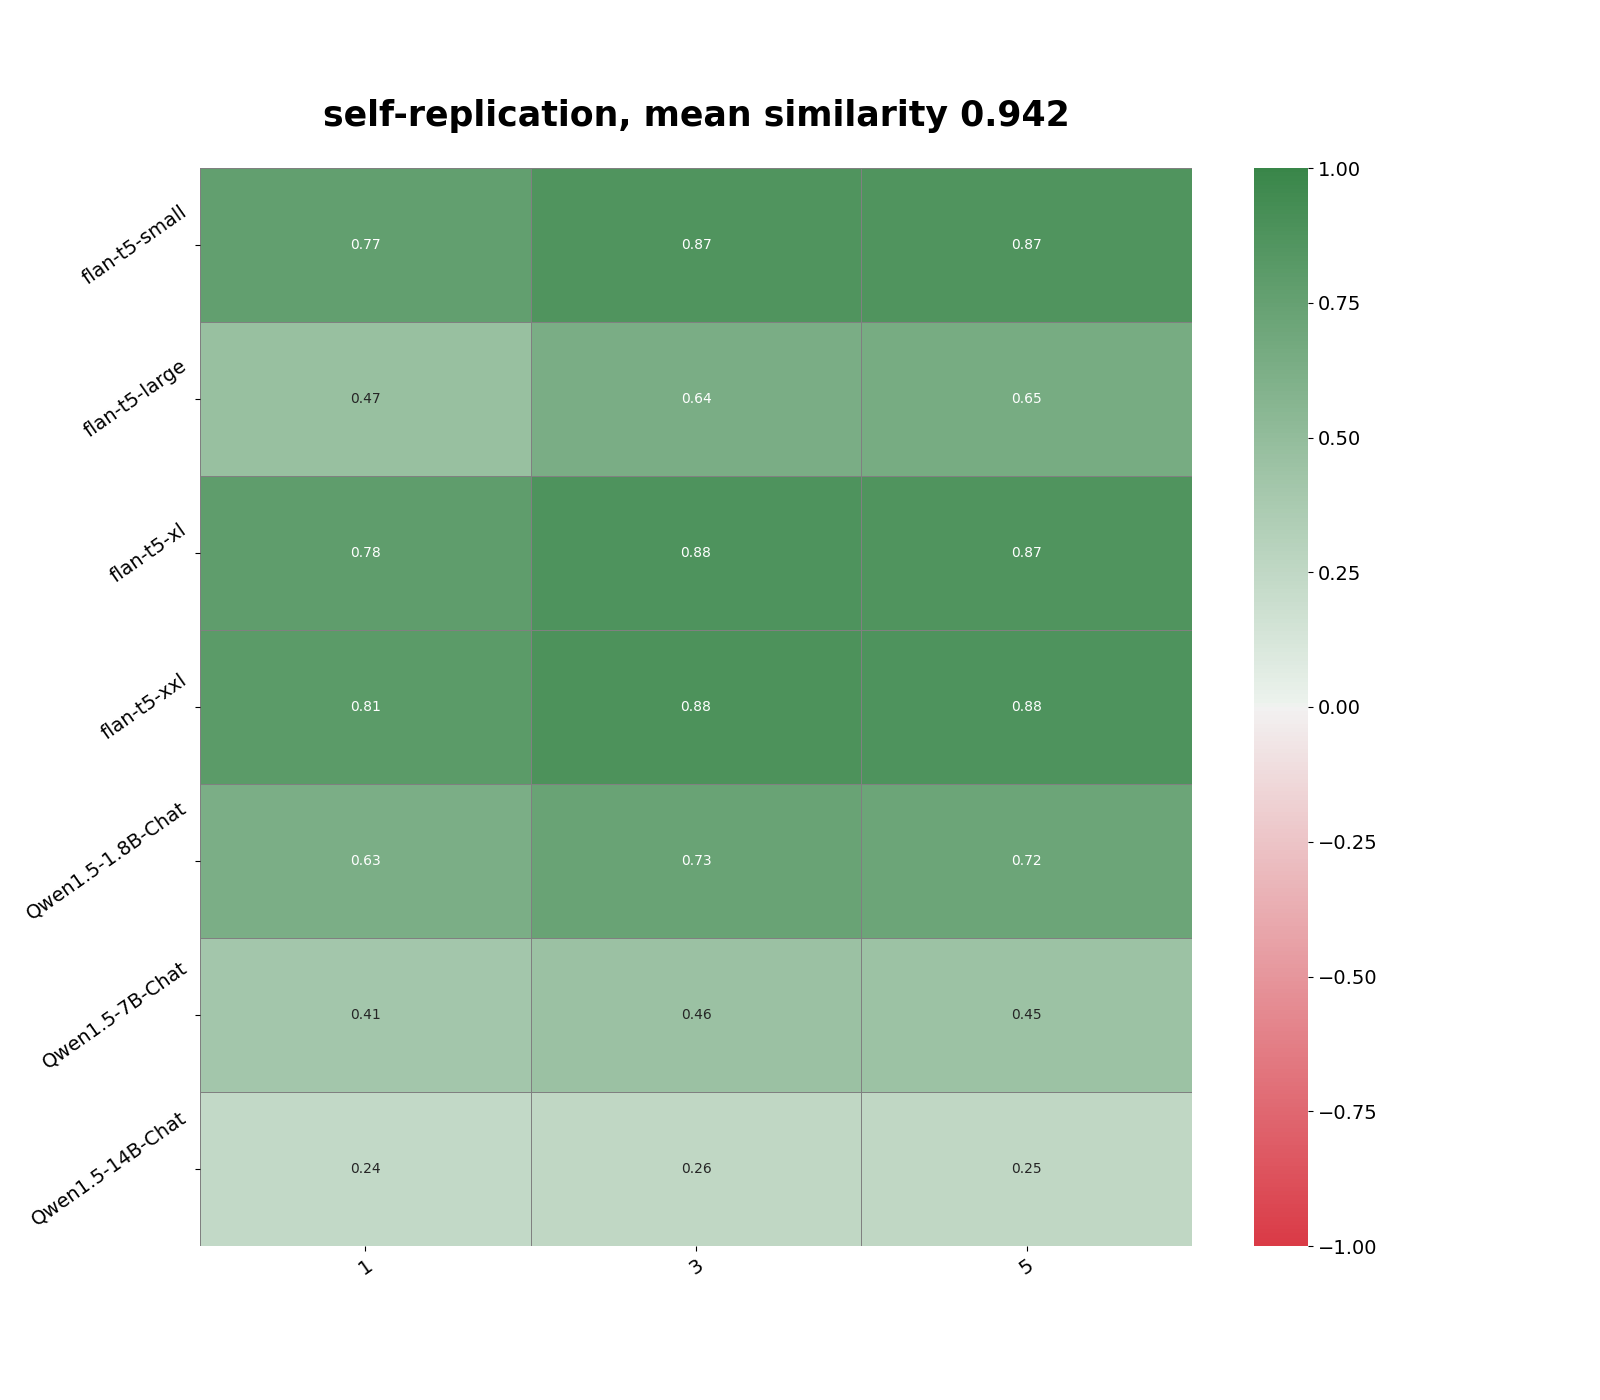 self-replication, mean similarity 0.942
flan-t5-small 0.77 0.87 0.87
flan-t5-large 0.47 0.64 0.65
flan-t5-xl 0.78 0.88 0.87
flan-t5-xxl 0.81 0.88 0.88
Qwen1.5-1.8B-Chat 0.63 0.73 0.72
Qwen1.5-7B-Chat 0.41 0.46 0.45
Qwen1.5-14B-Chat 0.24 0.26 0.25
1 3 5
1.00
0.75
0.50
0.25
0.00
−0.25
−0.50
−0.75
−1.00